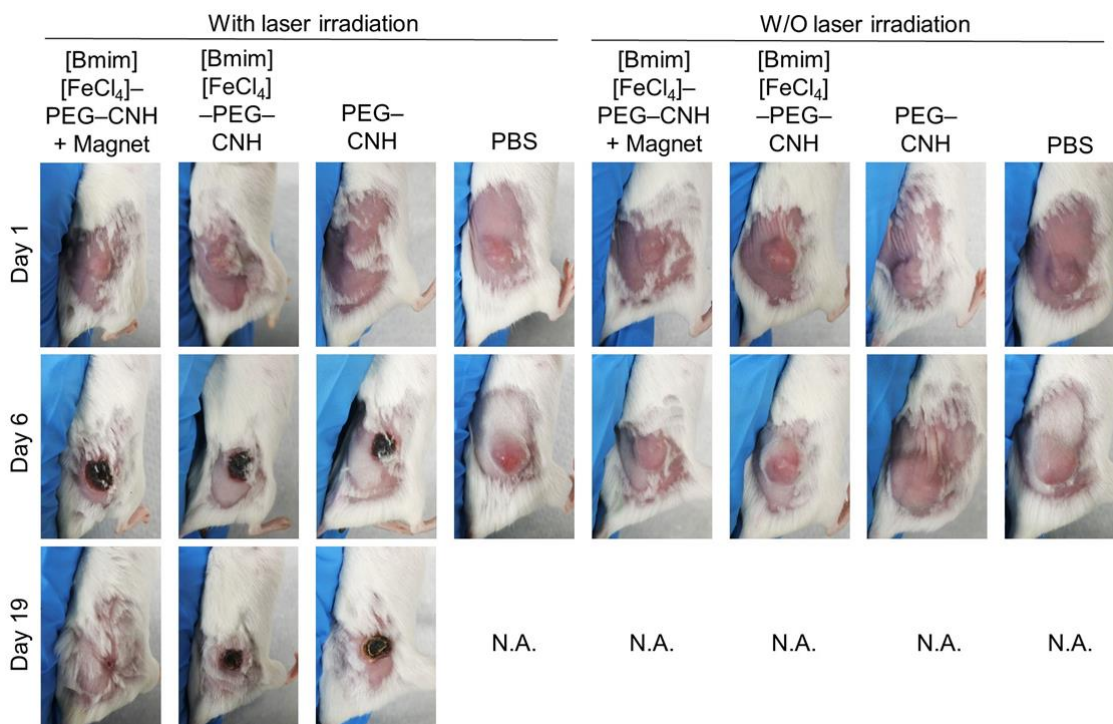 With laser irradiation
W/O laser irradiation
[Bmim]
[FeCl₄]–
PEG–CNH
+ Magnet
[Bmim]
[FeCl₄]
–PEG–
CNH
PEG–
CNH
PBS
[Bmim]
[FeCl₄]–
PEG–CNH
+ Magnet
[Bmim]
[FeCl₄]
–PEG–
CNH
PEG–
CNH
PBS
Day 1
Day 6
Day 19
N.A.
N.A.
N.A.
N.A.
N.A.